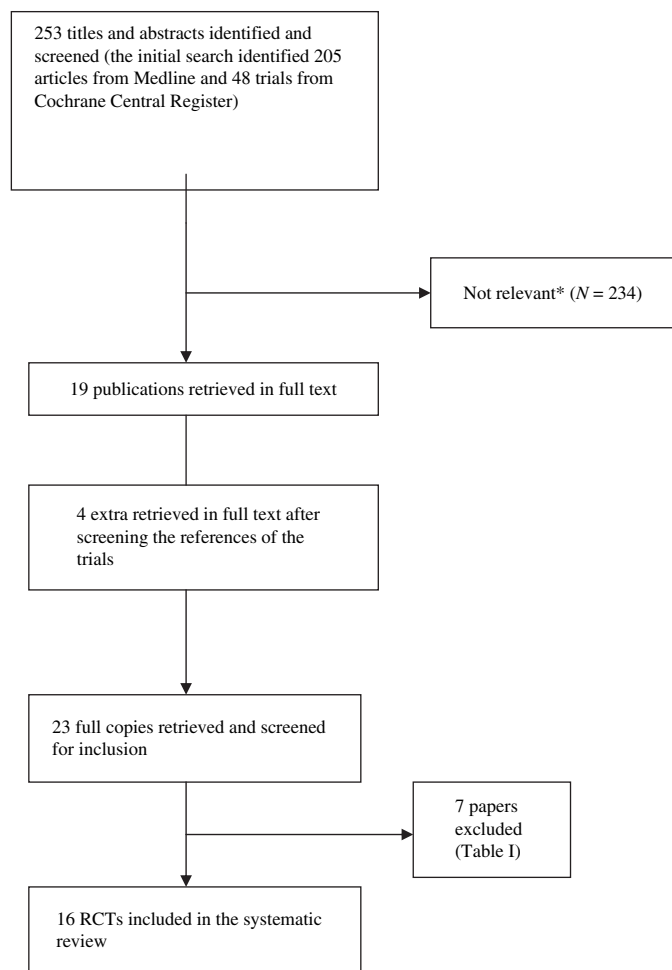 253 titles and abstracts identified and
screened (the initial search identified 205
articles from Medline and 48 trials from
Cochrane Central Register)
Not relevant* (N = 234)
19 publications retrieved in full text
4 extra retrieved in full text after
screening the references of the
trials
23 full copies retrieved and screened
for inclusion
7 papers
excluded
(Table I)
16 RCTs included in the systematic
review